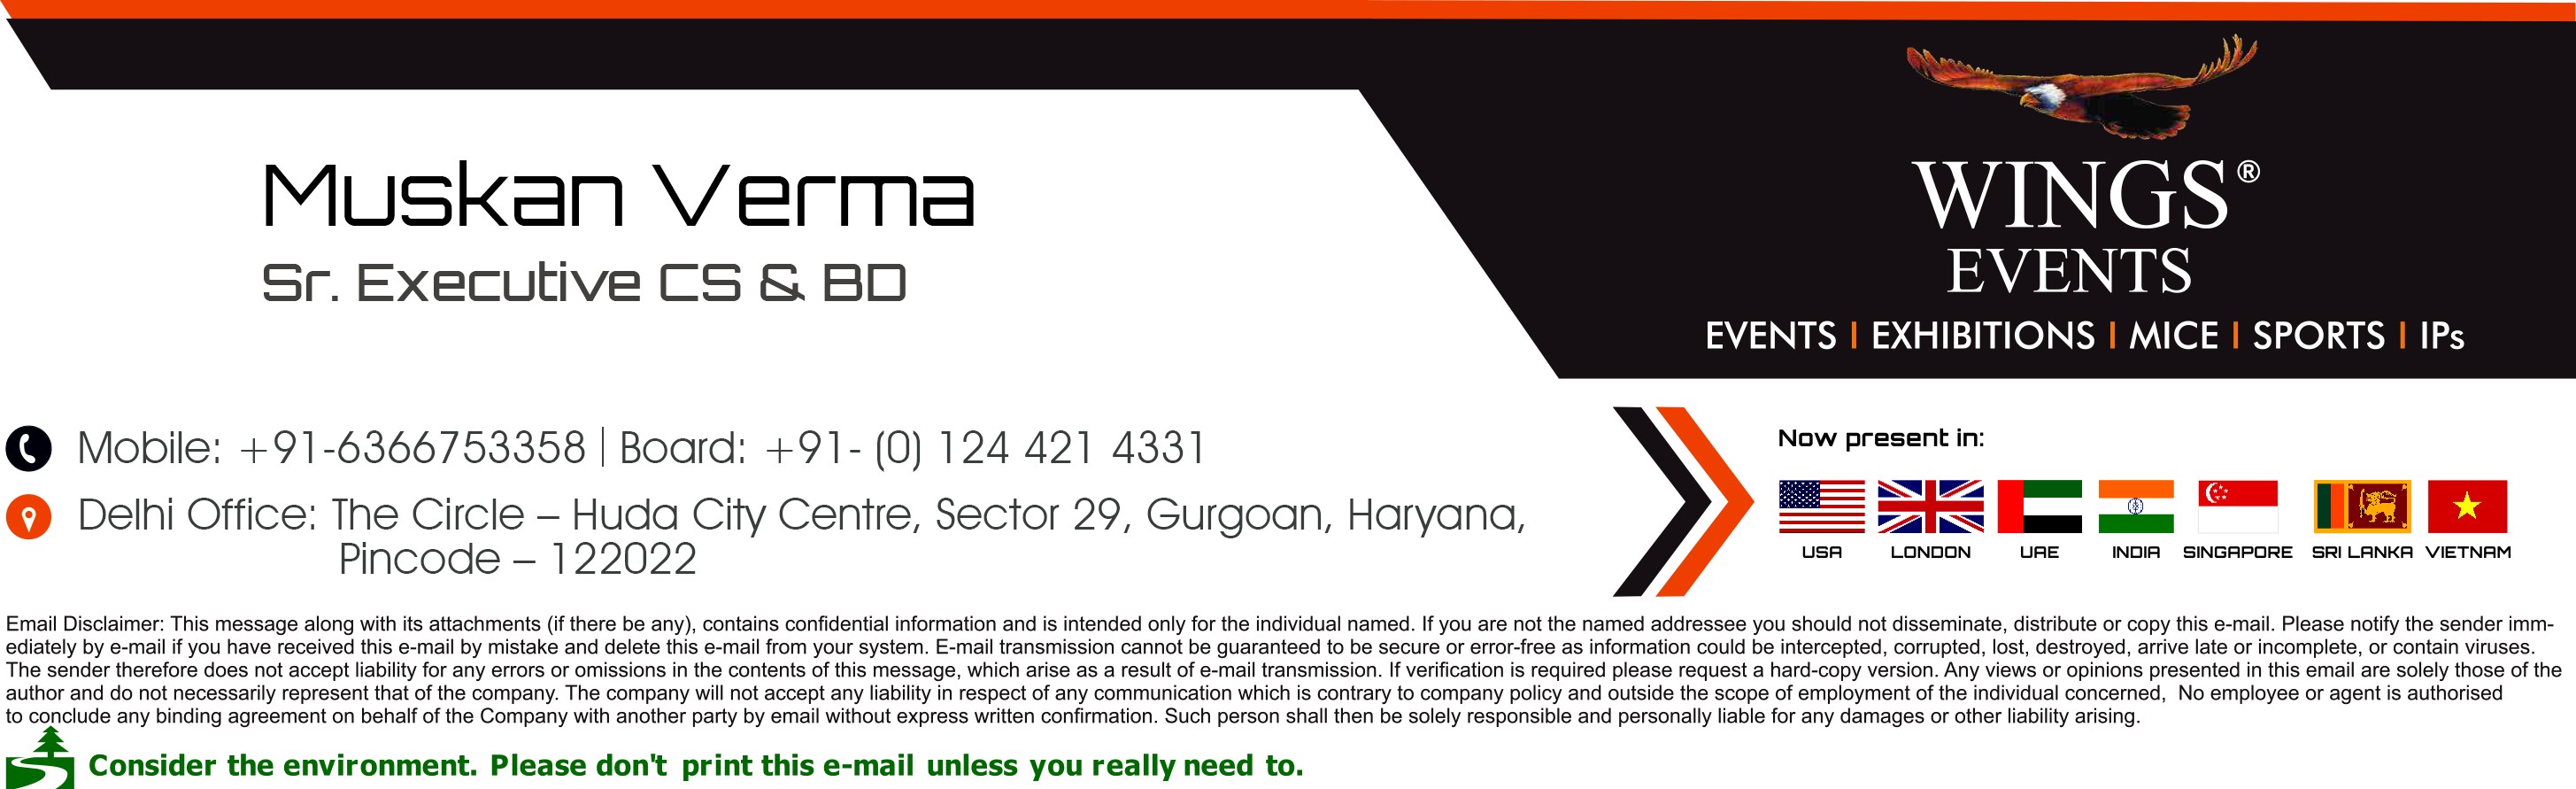 Muskan Verma
Sr. Executive CS & BD
WINGS®
EVENTS
EVENTS | EXHIBITIONS | MICE | SPORTS | IPs
Mobile: +91-6366753358 | Board: +91- (0) 124 421 4331
Delhi Office: The Circle – Huda City Centre, Sector 29, Gurgoan, Haryana,
Pincode – 122022
Now present in:
USA LONDON UAE INDIA SINGAPORE SRI LANKA VIETNAM
Email Disclaimer: This message along with its attachments (if there be any), contains confidential information and is intended only for the individual named. If you are not the named addressee you should not disseminate, distribute or copy this e-mail. Please notify the sender imm-
ediately by e-mail if you have received this e-mail by mistake and delete this e-mail from your system. E-mail transmission cannot be guaranteed to be secure or error-free as information could be intercepted, corrupted, lost, destroyed, arrive late or incomplete, or contain viruses.
The sender therefore does not accept liability for any errors or omissions in the contents of this message, which arise as a result of e-mail transmission. If verification is required please request a hard-copy version. Any views or opinions presented in this email are solely those of the
author and do not necessarily represent that of the company. The company will not accept any liability in respect of any communication which is contrary to company policy and outside the scope of employment of the individual concerned, No employee or agent is authorised
to conclude any binding agreement on behalf of the Company with another party by email without express written confirmation. Such person shall then be solely responsible and personally liable for any damages or other liability arising.
Consider the environment. Please don't print this e-mail unless you really need to.